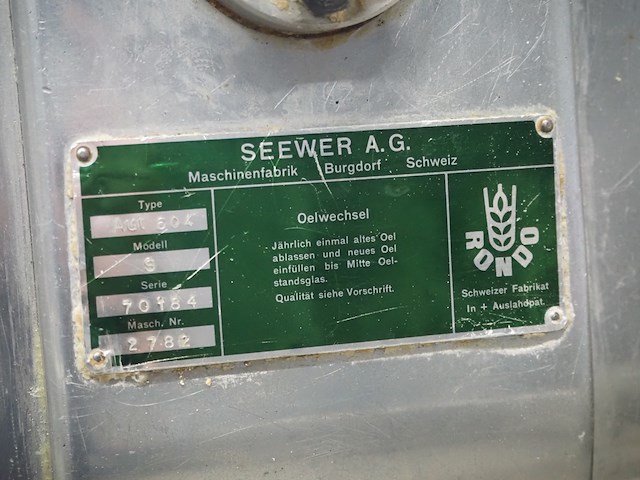 SEEWER A.G.
Maschinenfabrik Burgdorf Schweiz
Type
Modell
S
Serie
70184
Masch. Nr.
2782
Oelwechsel
Jährlich einmal altes Oel
ablassen und neues Oel
einfüllen bis Mitte Oel-
standsglas.
Qualität siehe Vorschrift.
RONDO
Schweizer Fabrikat
In + Auslandpat.